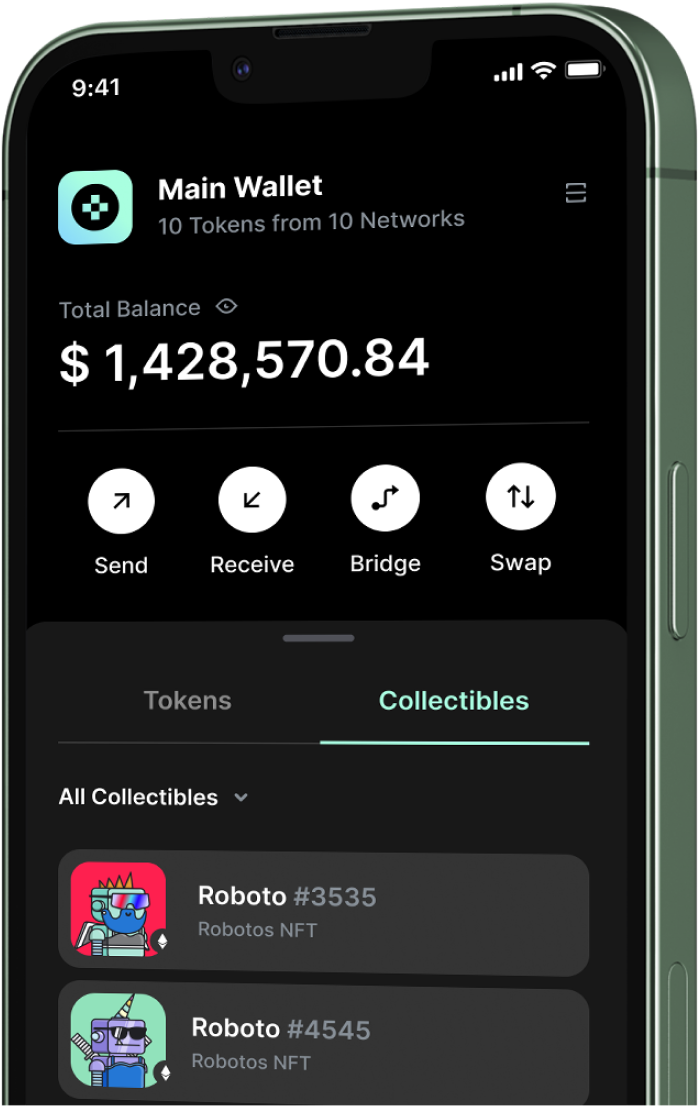 9:41
Main Wallet
10 Tokens from 10 Networks
Total Balance
$ 1,428,570.84
Send Receive Bridge Swap
Tokens Collectibles
All Collectibles
Roboto #3535
Robotos NFT
Roboto #4545
Robotos NFT